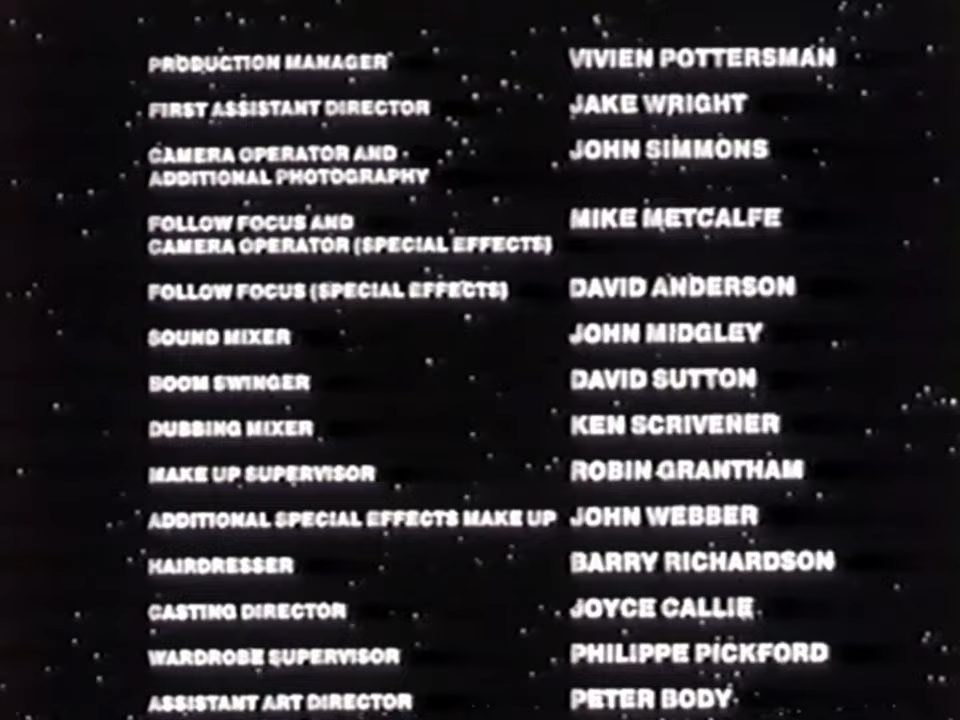 PRODUCTION MANAGER VIVIEN POTTERSMAN
FIRST ASSISTANT DIRECTOR JAKE WRIGHT
CAMERA OPERATOR AND JOHN SIMMONS
ADDITIONAL PHOTOGRAPHY
FOLLOW FOCUS AND MIKE METCALFE
CAMERA OPERATOR (SPECIAL EFFECTS)
FOLLOW FOCUS (SPECIAL EFFECTS) DAVID ANDERSON
SOUND MIXER JOHN MIDGLEY
BOOM SWINGER DAVID SUTTON
DUBBING MIXER KEN SCRIVENER
MAKE UP SUPERVISOR ROBIN GRANTHAM
ADDITIONAL SPECIAL EFFECTS MAKE UP JOHN WEBBER
HAIRDRESSER BARRY RICHARDSON
CASTING DIRECTOR JOYCE CALLIE
WARDROBE SUPERVISOR PHILIPPE PICKFORD
ASSISTANT ART DIRECTOR PETER BODY